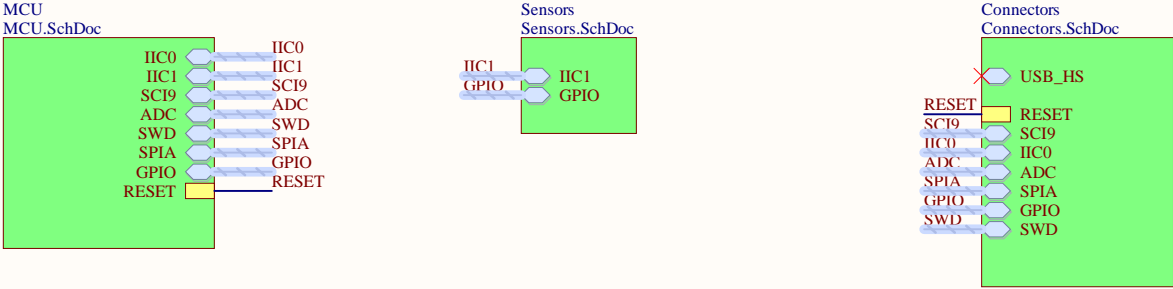 MCU
MCU.SchDoc
IIC0
IIC1
SCI9
ADC
SWD
SPIA
GPIO
RESET
IIC0
IIC1
SCI9
ADC
SWD
SPIA
GPIO
RESET
Sensors
Sensors.SchDoc
IIC1
GPIO
IIC1
GPIO
Connectors
Connectors.SchDoc
USB_HS
RESET
SCI9
IIC0
ADC
SPIA
GPIO
SWD
RESET
SCI9
IIC0
ADC
SPIA
GPIO
SWD